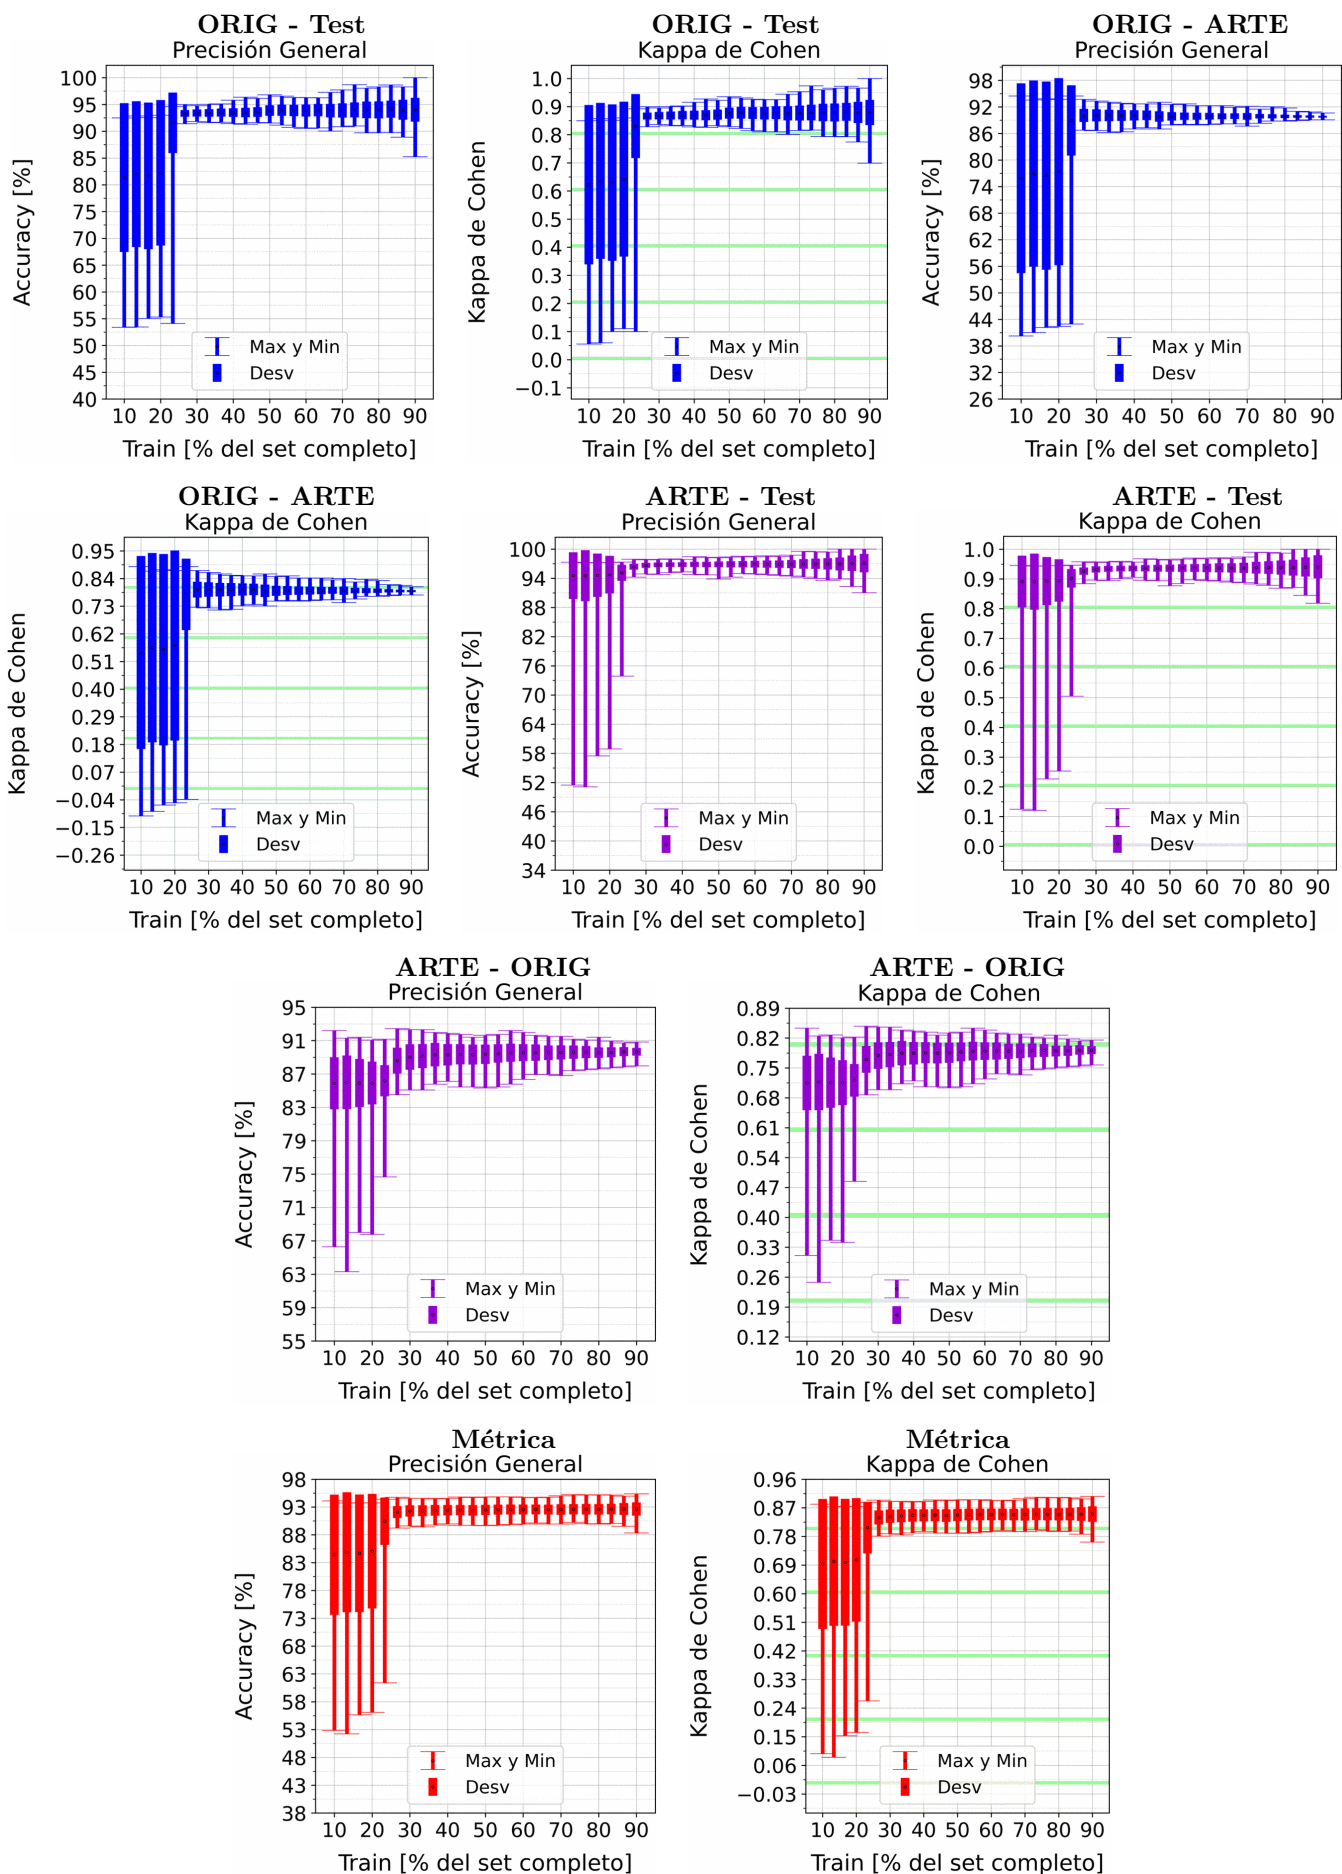 ORIG - Test
Precisión General
Accuracy [%]
100
95
90
85
80
75
70
65
60
55
50
45
40
Max y Min
Desv
10 20 30 40 50 60 70 80 90
Train [% del set completo]
ORIG - Test
Kappa de Cohen
Kappa de Cohen
1.0
0.9
0.8
0.7
0.6
0.5
0.4
0.3
0.2
0.1
0.0
−0.1
Max y Min
Desv
10 20 30 40 50 60 70 80 90
Train [% del set completo]
ORIG - ARTE
Precisión General
Accuracy [%]
98
92
86
80
74
68
62
56
50
44
38
32
26
Max y Min
Desv
10 20 30 40 50 60 70 80 90
Train [% del set completo]
ORIG - ARTE
Kappa de Cohen
Kappa de Cohen
0.95
0.84
0.73
0.62
0.51
0.40
0.29
0.18
0.07
−0.04
−0.15
−0.26
Max y Min
Desv
10 20 30 40 50 60 70 80 90
Train [% del set completo]
ARTE - Test
Precisión General
Accuracy [%]
100
94
88
82
76
70
64
58
52
46
40
34
Max y Min
Desv
10 20 30 40 50 60 70 80 90
Train [% del set completo]
ARTE - Test
Kappa de Cohen
Kappa de Cohen
1.0
0.9
0.8
0.7
0.6
0.5
0.4
0.3
0.2
0.1
0.0
Max y Min
Desv
10 20 30 40 50 60 70 80 90
Train [% del set completo]
ARTE - ORIG
Precisión General
Accuracy [%]
95
91
87
83
79
75
71
67
63
59
55
Max y Min
Desv
10 20 30 40 50 60 70 80 90
Train [% del set completo]
ARTE - ORIG
Kappa de Cohen
Kappa de Cohen
0.89
0.82
0.75
0.68
0.61
0.54
0.47
0.40
0.33
0.26
0.19
0.12
Max y Min
Desv
10 20 30 40 50 60 70 80 90
Train [% del set completo]
Métrica
Precisión General
Accuracy [%]
98
93
88
83
78
73
68
63
58
53
48
43
38
Max y Min
Desv
10 20 30 40 50 60 70 80 90
Train [% del set completo]
Métrica
Kappa de Cohen
Kappa de Cohen
0.96
0.87
0.78
0.69
0.60
0.51
0.42
0.33
0.24
0.15
0.06
−0.03
Max y Min
Desv
10 20 30 40 50 60 70 80 90
Train [% del set completo]